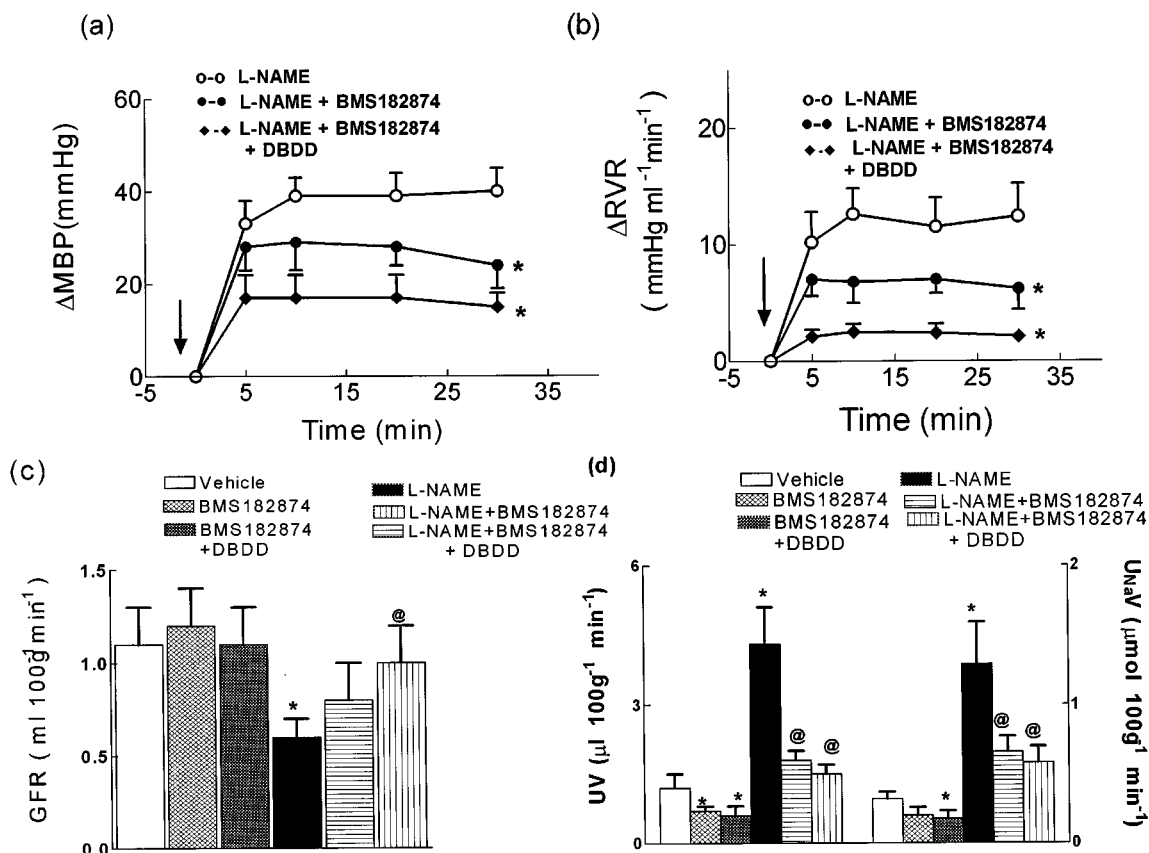 (a)
L-NAME
L-NAME + BMS182874
L-NAME + BMS182874
+ DBDD
ΔMBP(mmHg)
60
40
20
0
-5
5
15
25
35
Time (min)
(b)
L-NAME
L-NAME + BMS182874
L-NAME + BMS182874
+ DBDD
ΔRVR
( mmHg ml⁻¹min⁻¹)
20
10
0
*
*
*
*
-5
5
15
25
35
Time (min)
(c)
Vehicle
BMS182874
BMS182874
+DBDD
L-NAME
L-NAME+BMS182874
L-NAME+BMS182874
+ DBDD
GFR ( ml 100g⁻¹min⁻¹)
1.5
1.0
0.5
0.0
*
@
(d)
Vehicle
BMS182874
BMS182874
+DBDD
L-NAME
L-NAME+BMS182874
L-NAME+BMS182874
+ DBDD
UV (µl 100g⁻¹ min⁻¹)
6
3
0
* * * @ @
* * @ @
2
1
0
UNaV (µmol 100g⁻¹ min⁻¹)